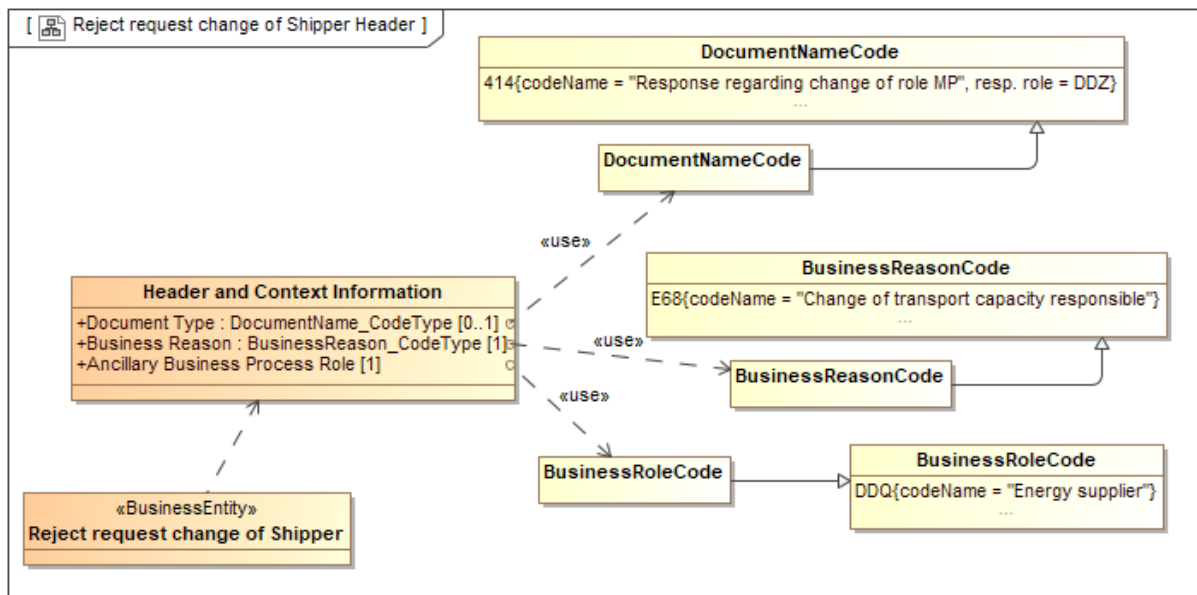 [ Reject request change of Shipper Header ]
DocumentNameCode
414{codeName = "Response regarding change of role MP", resp. role = DDZ}
...
DocumentNameCode
«use»
BusinessReasonCode
E68{codeName = "Change of transport capacity responsible"}
...
Header and Context Information
+Document Type : DocumentName_CodeType [0..1]
+Business Reason : BusinessReason_CodeType [1]
+Ancillary Business Process Role [1]
«use»
BusinessReasonCode
«use»
BusinessRoleCode
BusinessRoleCode
DDQ{codeName = "Energy supplier"}
...
«BusinessEntity»
Reject request change of Shipper